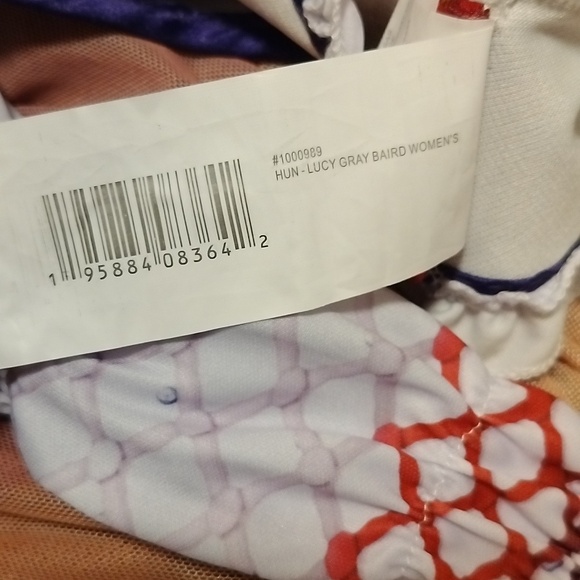 #1000989
HUN - LUCY GRAY BAIRD WOMEN'S
1 95884 08364 2